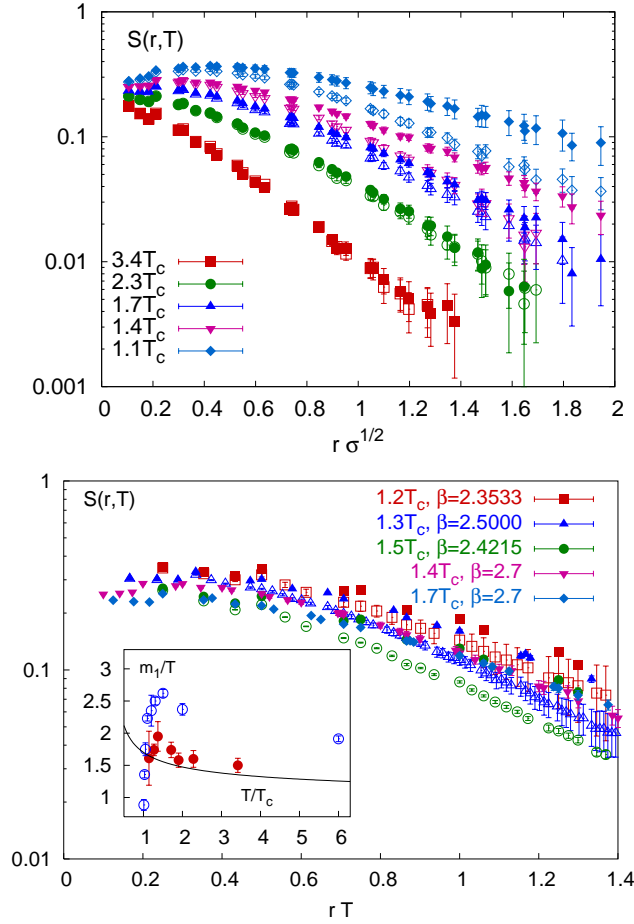 S(r,T)
1
0.1
0.01
0.001
3.4T_c
2.3T_c
1.7T_c
1.4T_c
1.1T_c
0 0.2 0.4 0.6 0.8 1 1.2 1.4 1.6 1.8 2
r σ^{1/2}
S(r,T)
1
0.1
0.01
1.2T_c, β=2.3533
1.3T_c, β=2.5000
1.5T_c, β=2.4215
1.4T_c, β=2.7
1.7T_c, β=2.7
m_1/T
3
2.5
2
1.5
1
T/T_c
1 2 3 4 5 6
0 0.2 0.4 0.6 0.8 1 1.2 1.4
r T